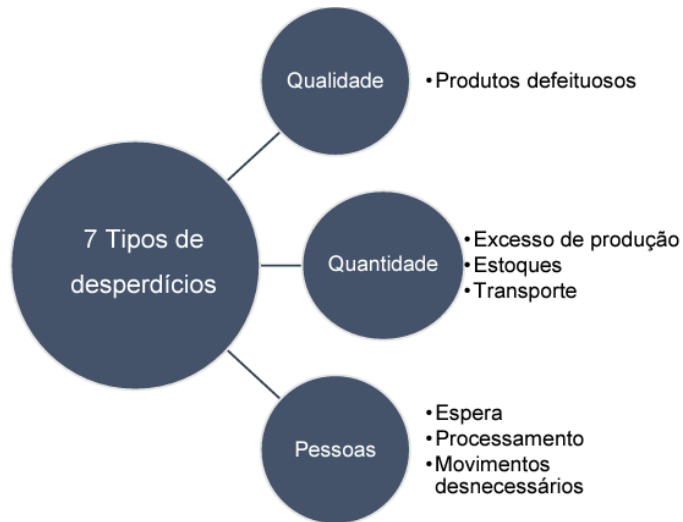 7 Tipos de
desperdícios
Qualidade
•Produtos defeituosos
Quantidade
•Excesso de produção
•Estoques
•Transporte
Pessoas
•Espera
•Processamento
•Movimentos
desnecessários